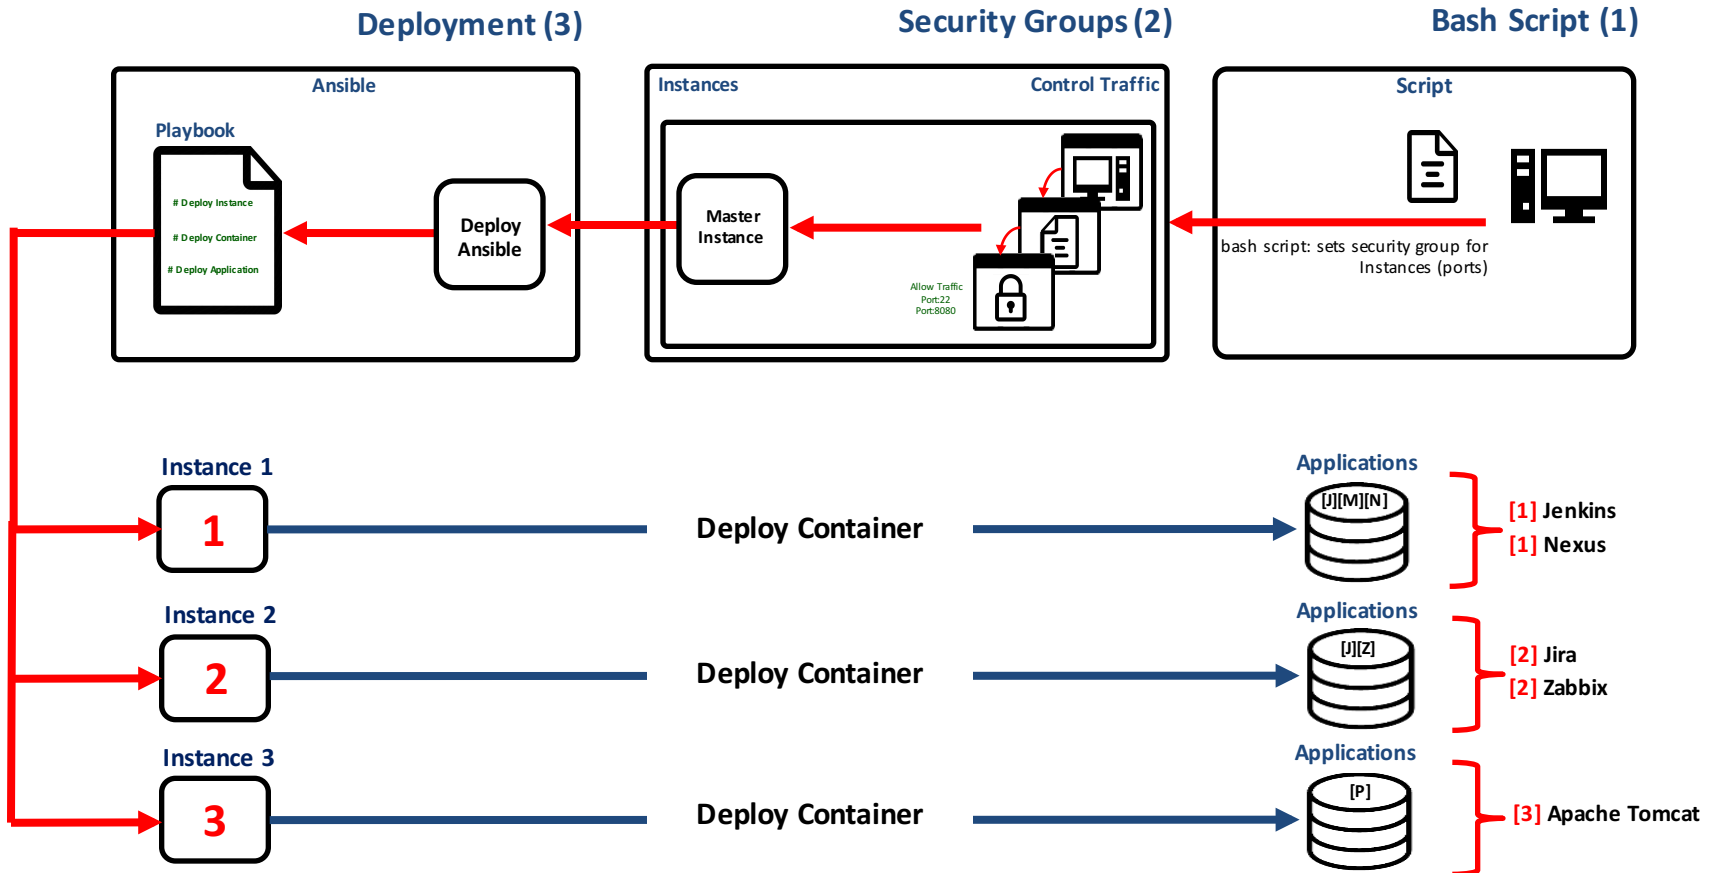 Deployment (3)
Security Groups (2)
Bash Script (1)
Ansible
Instances
Control Traffic
Script
Playbook
# Deploy Instance
# Deploy Container
# Deploy Application
Deploy
Ansible
Master
Instance
Allow Traffic
Port:22
Port:8080
bash script: sets security group for
Instances (ports)
Instance 1
1
Deploy Container
Applications
[J][M][N]
[1] Jenkins
[1] Nexus
Instance 2
2
Deploy Container
Applications
[J][Z]
[2] Jira
[2] Zabbix
Instance 3
3
Deploy Container
Applications
[P]
[3] Apache Tomcat